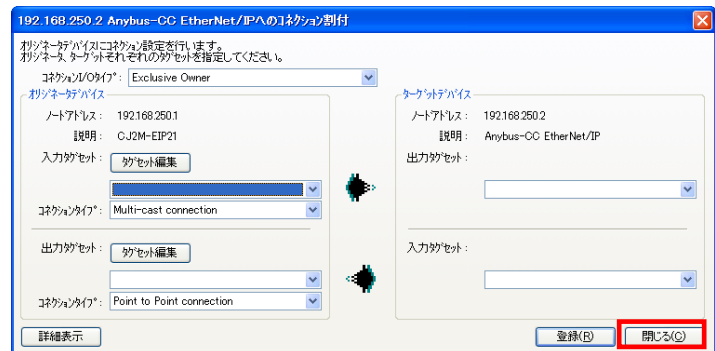 192.168.250.2 Anybus-CC EtherNet/IPへのコネクション割付
オリジネータデバイスにコネクション設定を行います。
オリジネータ、ターゲットそれぞれのタグセットを指定してください。
コネクションI/Oタイプ： Exclusive Owner
オリジネータデバイス
ノードアドレス： 192.168.250.1
説明： CJ2M-EIP21
入力タグセット： タグセット編集
コネクションタイプ： Multi-cast connection
出力タグセット： タグセット編集
コネクションタイプ： Point to Point connection
ターゲットデバイス
ノードアドレス： 192.168.250.2
説明： Anybus-CC EtherNet/IP
出力タグセット：
入力タグセット：
詳細表示 登録(R) 閉じる(C)